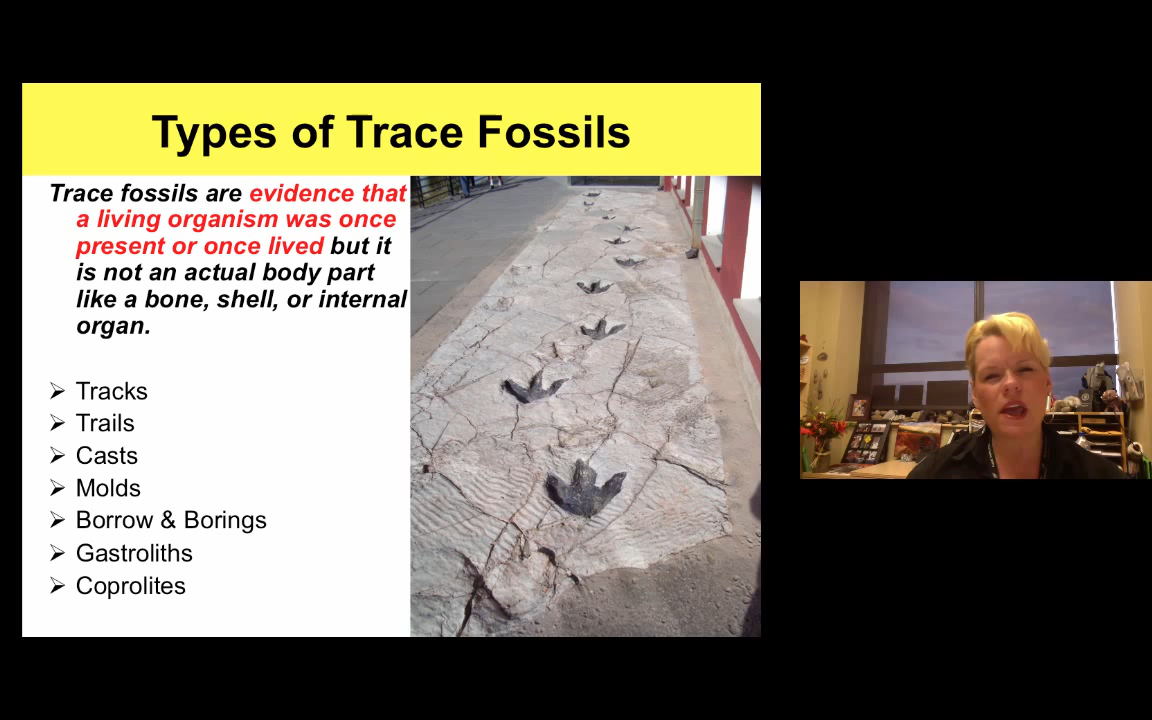 Types of Trace Fossils
Trace fossils are evidence that
a living organism was once
present or once lived but it
is not an actual body part
like a bone, shell, or internal
organ.
Tracks
Trails
Casts
Molds
Borrow & Borings
Gastroliths
Coprolites